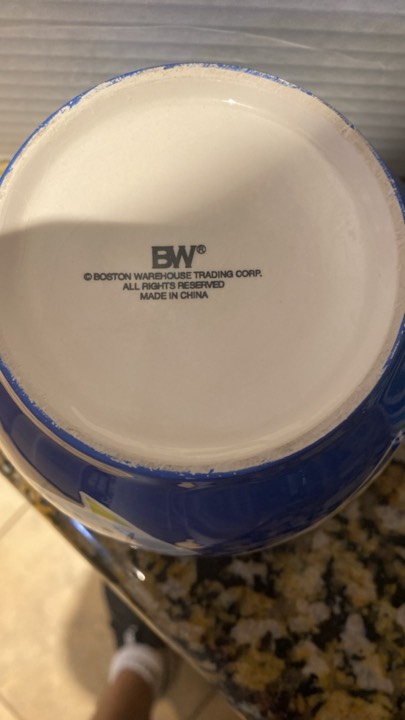 BW®
© BOSTON WAREHOUSE TRADING CORP.
ALL RIGHTS RESERVED
MADE IN CHINA